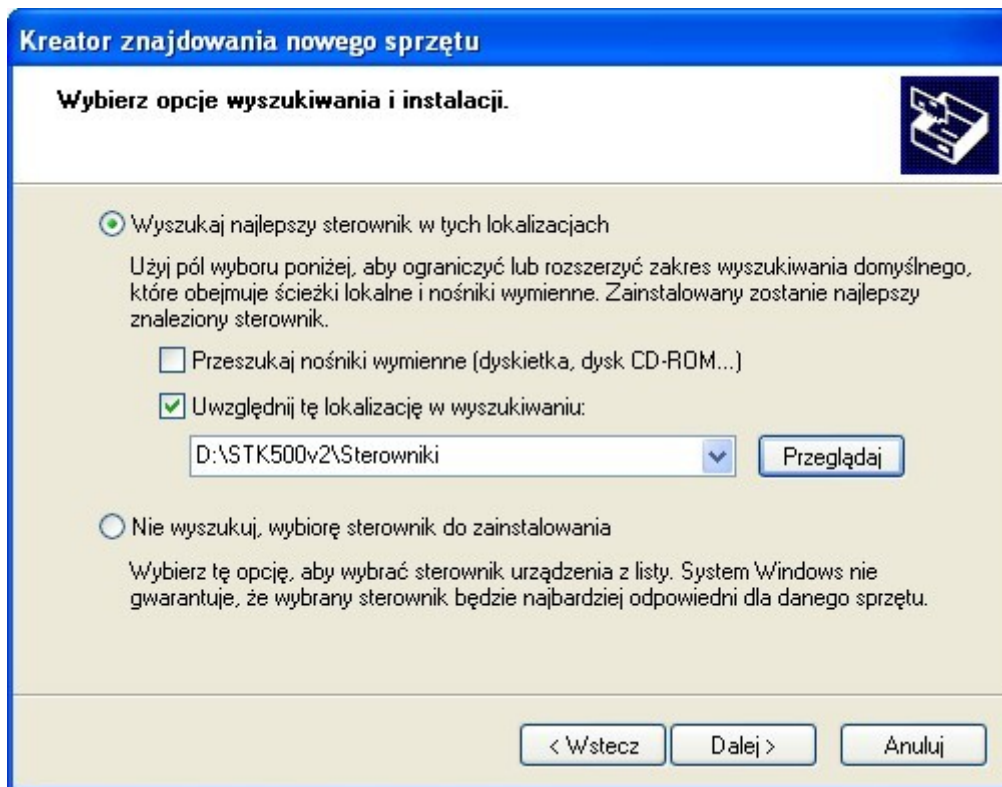 Kreator znajdowania nowego sprzętu
Wybierz opcje wyszukiwania i instalacji.
Wyszukaj najlepszy sterownik w tych lokalizacjach
Użyj pól wyboru poniżej, aby ograniczyć lub rozszerzyć zakres wyszukiwania domyślnego,
które obejmuje ścieżki lokalne i nośniki wymienne. Zainstalowany zostanie najlepszy
znaleziony sterownik.
Przeszukaj nośniki wymienne (dyskietka, dysk CD-ROM...)
Uwzględnij tę lokalizację w wyszukiwaniu:
D:\STK500v2\Sterowniki
Przeglądaj
Nie wyszukuj, wybiorę sterownik do zainstalowania
Wybierz tę opcję, aby wybrać sterownik urządzenia z listy. System Windows nie
gwarantuje, że wybrany sterownik będzie najbardziej odpowiedni dla danego sprzętu.
< Wstecz
Dalej >
Anuluj